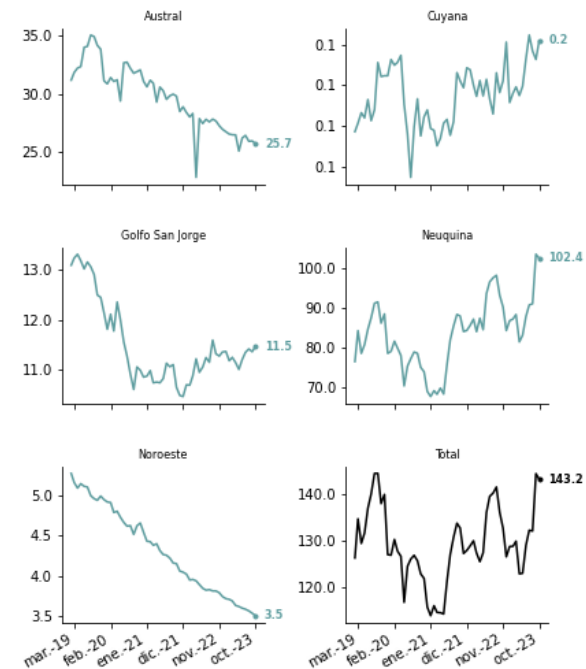 Austral
35.0
30.0
25.0
25.7
Cuyana
0.1
0.1
0.1
0.1
0.2
Golfo San Jorge
13.0
12.0
11.0
11.5
Neuquina
100.0
90.0
80.0
70.0
102.4
Noroeste
5.0
4.5
4.0
3.5
3.5
mar.-19
feb.-20
ene.-21
dic.-21
nov.-22
oct.-23
Total
140.0
130.0
120.0
143.2
mar.-19
feb.-20
ene.-21
dic.-21
nov.-22
oct.-23